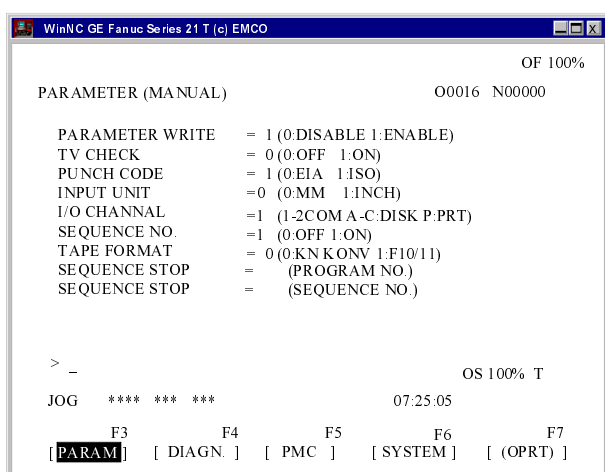 WinNC GE Fanuc Series 21 T (c) EMCO
OF 100%
PARAMETER (MANUAL) O0016 N00000
PARAMETER WRITE = 1 (0:DISABLE 1:ENABLE)
TV CHECK = 0 (0:OFF 1:ON)
PUNCH CODE = 1 (0:EIA 1:ISO)
INPUT UNIT =0 (0:MM 1:INCH)
I/O CHANNEL =1 (1-2COM A-C:DISK P:PRT)
SEQUENCE NO. =1 (0:OFF 1:ON)
TAPE FORMAT = 0 (0:KN KONV 1:F10/11)
SEQUENCE STOP = (PROGRAM NO.)
SEQUENCE STOP = (SEQUENCE NO.)
> _
OS 100% T
JOG **** *** *** 07:25:05
F3 F4 F5 F6 F7
[PARAM] [ DIAGN. ] [ PMC ] [ SYSTEM ] [ (OPRT) ]